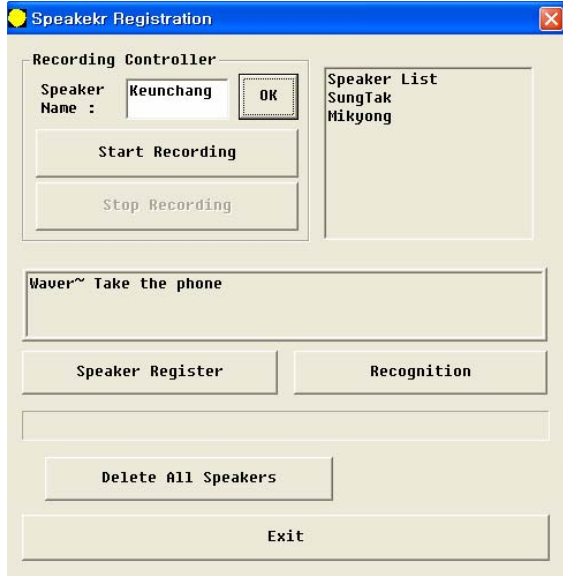 Speakekr Registration
Recording Controller
Speaker
Name :
Keunchang
OK
Start Recording
Stop Recording
Speaker List
SungTak
Mikyong
Waver~ Take the phone
Speaker Register
Recognition
Delete All Speakers
Exit